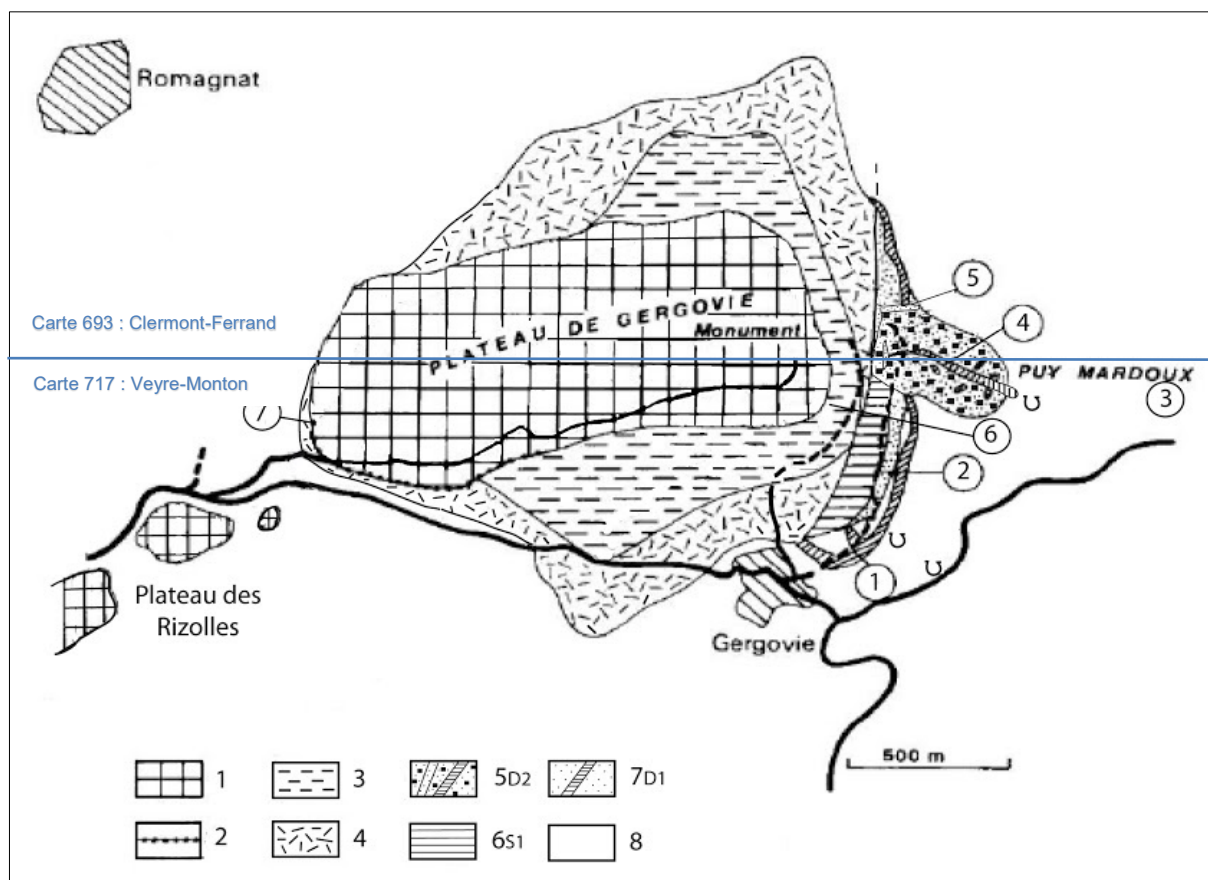 Romagnat
5
Carte 693 : Clermont-Ferrand
PLATEAU DE GERGOVIE
Monument
4
Carte 717 : Veyre-Monton
PUY MARDOUX
3
7
6
2
1
Plateau des
Rizolles
Gergovie
500 m
1 3 5D2 7D1
2 4 6S1 8